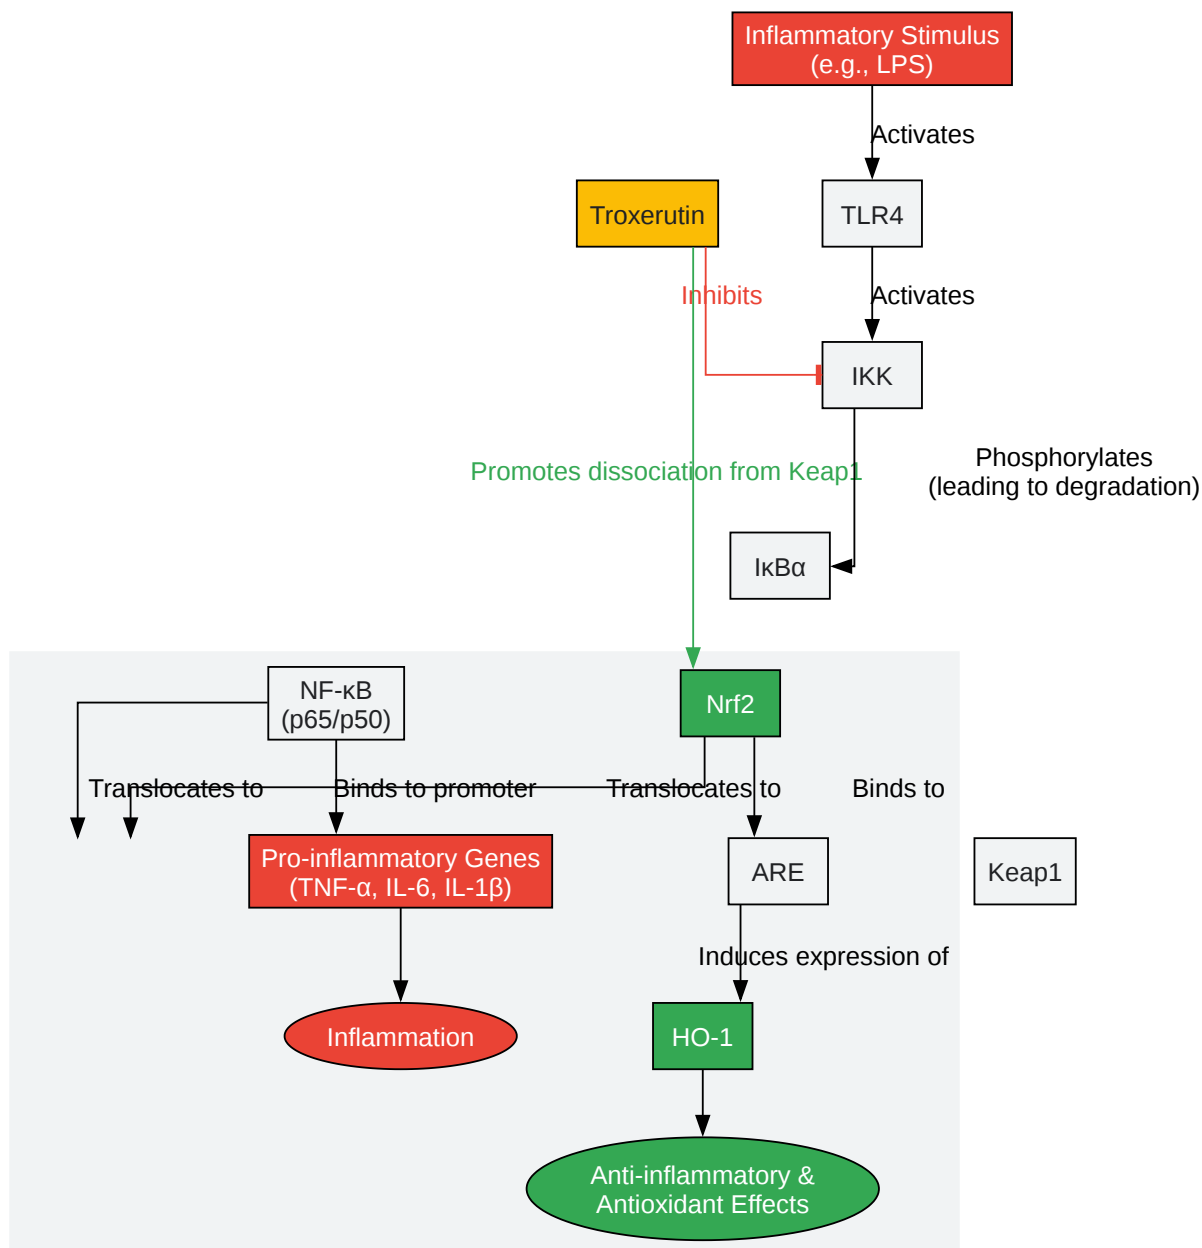 Inflammatory Stimulus
(e.g., LPS)
Activates
Troxerutin
TLR4
Inhibits
Activates
IKK
Promotes dissociation from Keap1
Phosphorylates
(leading to degradation)
IκBα
NF-κB
(p65/p50)
Nrf2
Translocates to
Binds to promoter
Translocates to
Binds to
Pro-inflammatory Genes
(TNF-α, IL-6, IL-1β)
ARE
Keap1
Induces expression of
Inflammation
HO-1
Anti-inflammatory &
Antioxidant Effects